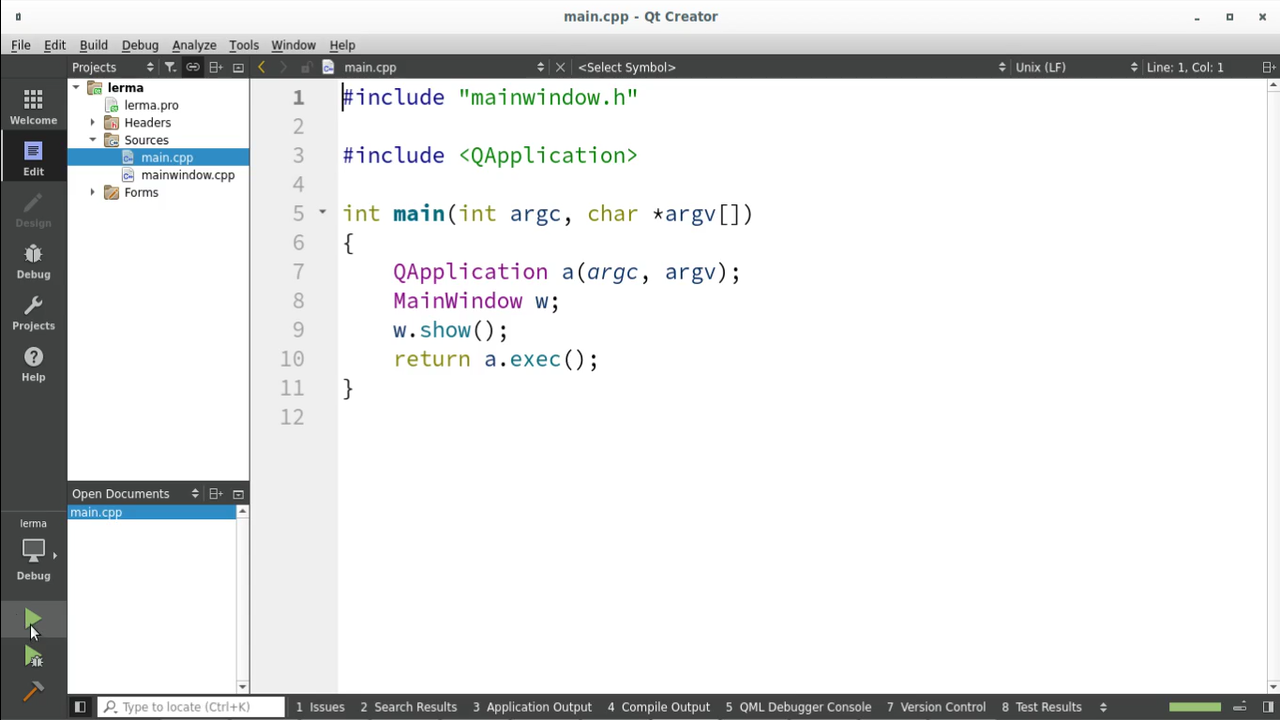 main.cpp - Qt Creator
File Edit Build Debug Analyze Tools Window Help
Projects main.cpp <Select Symbol> Unix (LF) Line: 1, Col: 1
Welcome
Edit
Design
Debug
Projects
Help
lerma
lerma.pro
Headers
Sources
main.cpp
mainwindow.cpp
Forms
1 #include "mainwindow.h"
2
3 #include <QApplication>
4
5 int main(int argc, char *argv[])
6 {
7 QApplication a(argc, argv);
8 MainWindow w;
9 w.show();
10 return a.exec();
11 }
12
Open Documents
main.cpp
lerma
Debug
Type to locate (Ctrl+K) 1 Issues 2 Search Results 3 Application Output 4 Compile Output 5 QML Debugger Console 7 Version Control 8 Test Results